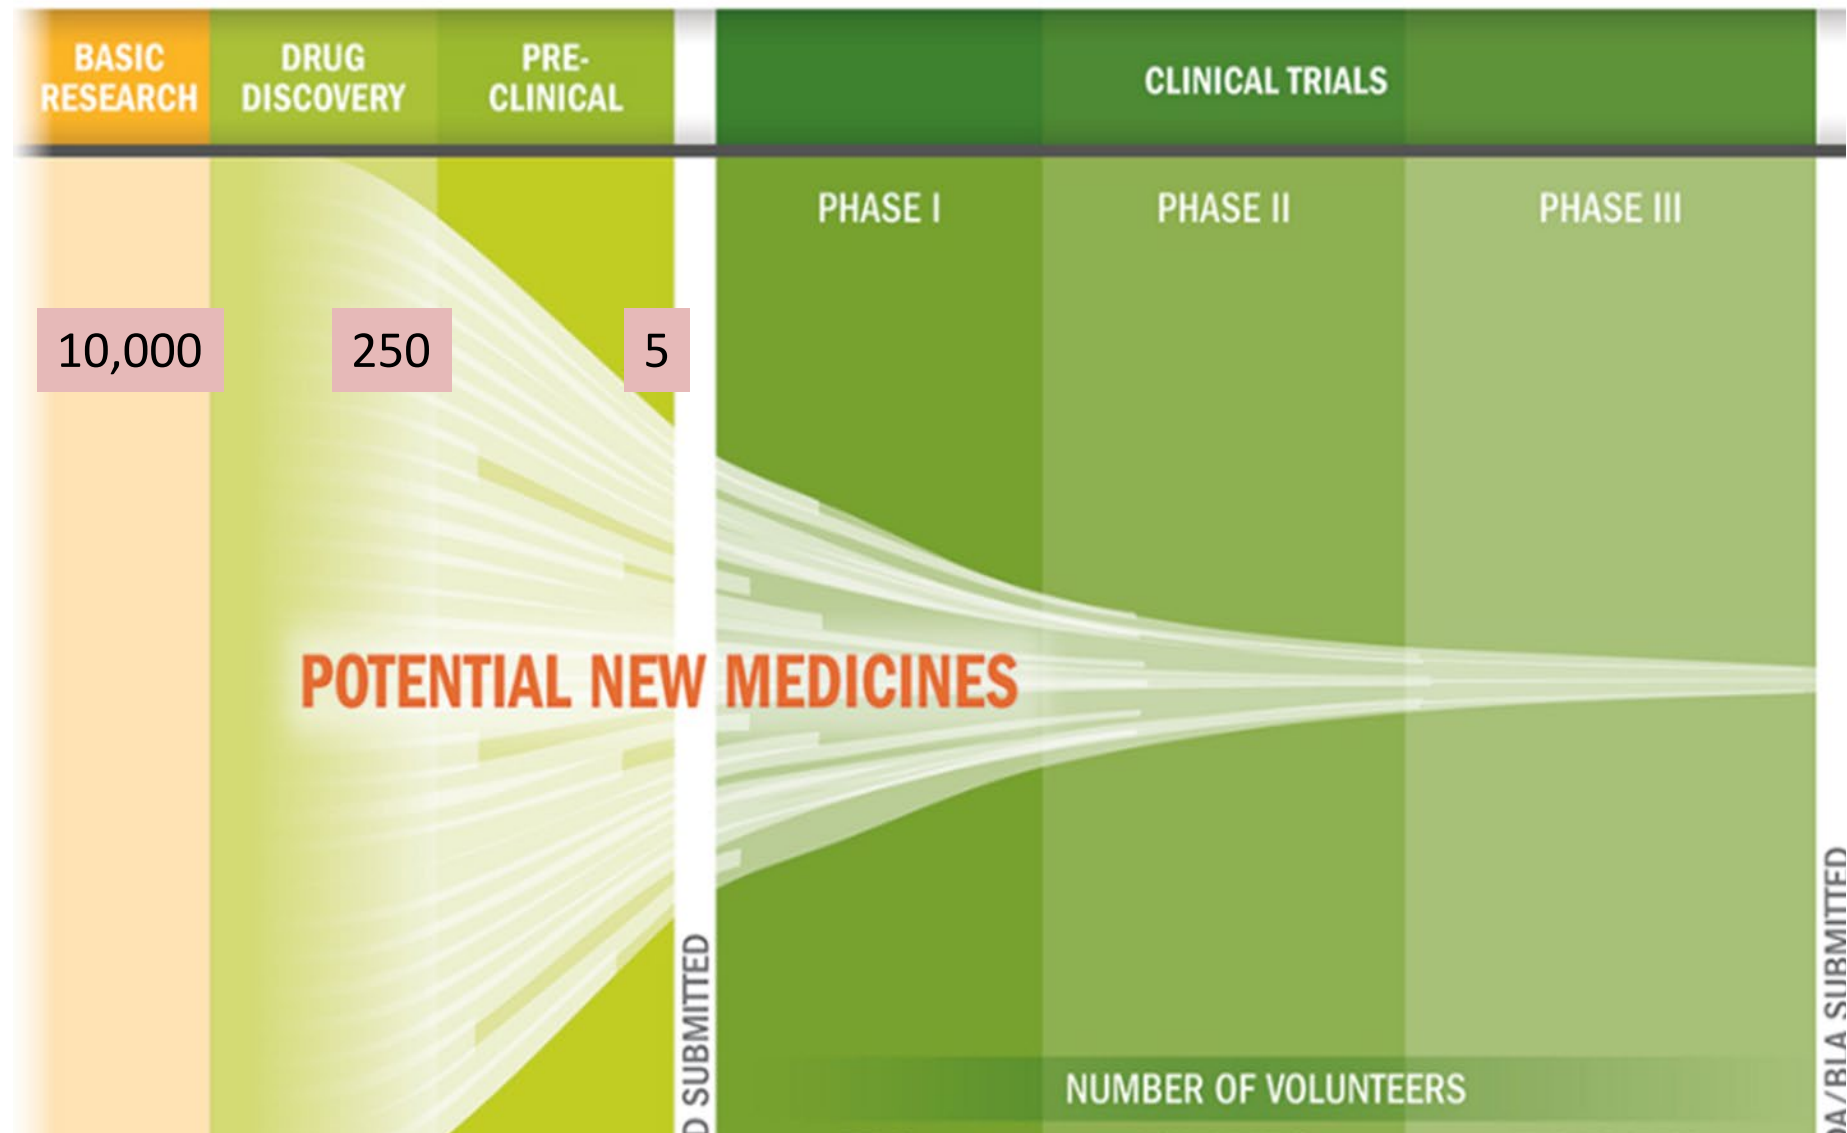 BASIC
RESEARCH
DRUG
DISCOVERY
PRE-
CLINICAL
CLINICAL TRIALS
PHASE I
PHASE II
PHASE III
10,000
250
5
POTENTIAL NEW MEDICINES
SUBMITTED
NUMBER OF VOLUNTEERS
/BLA SUBMITTED